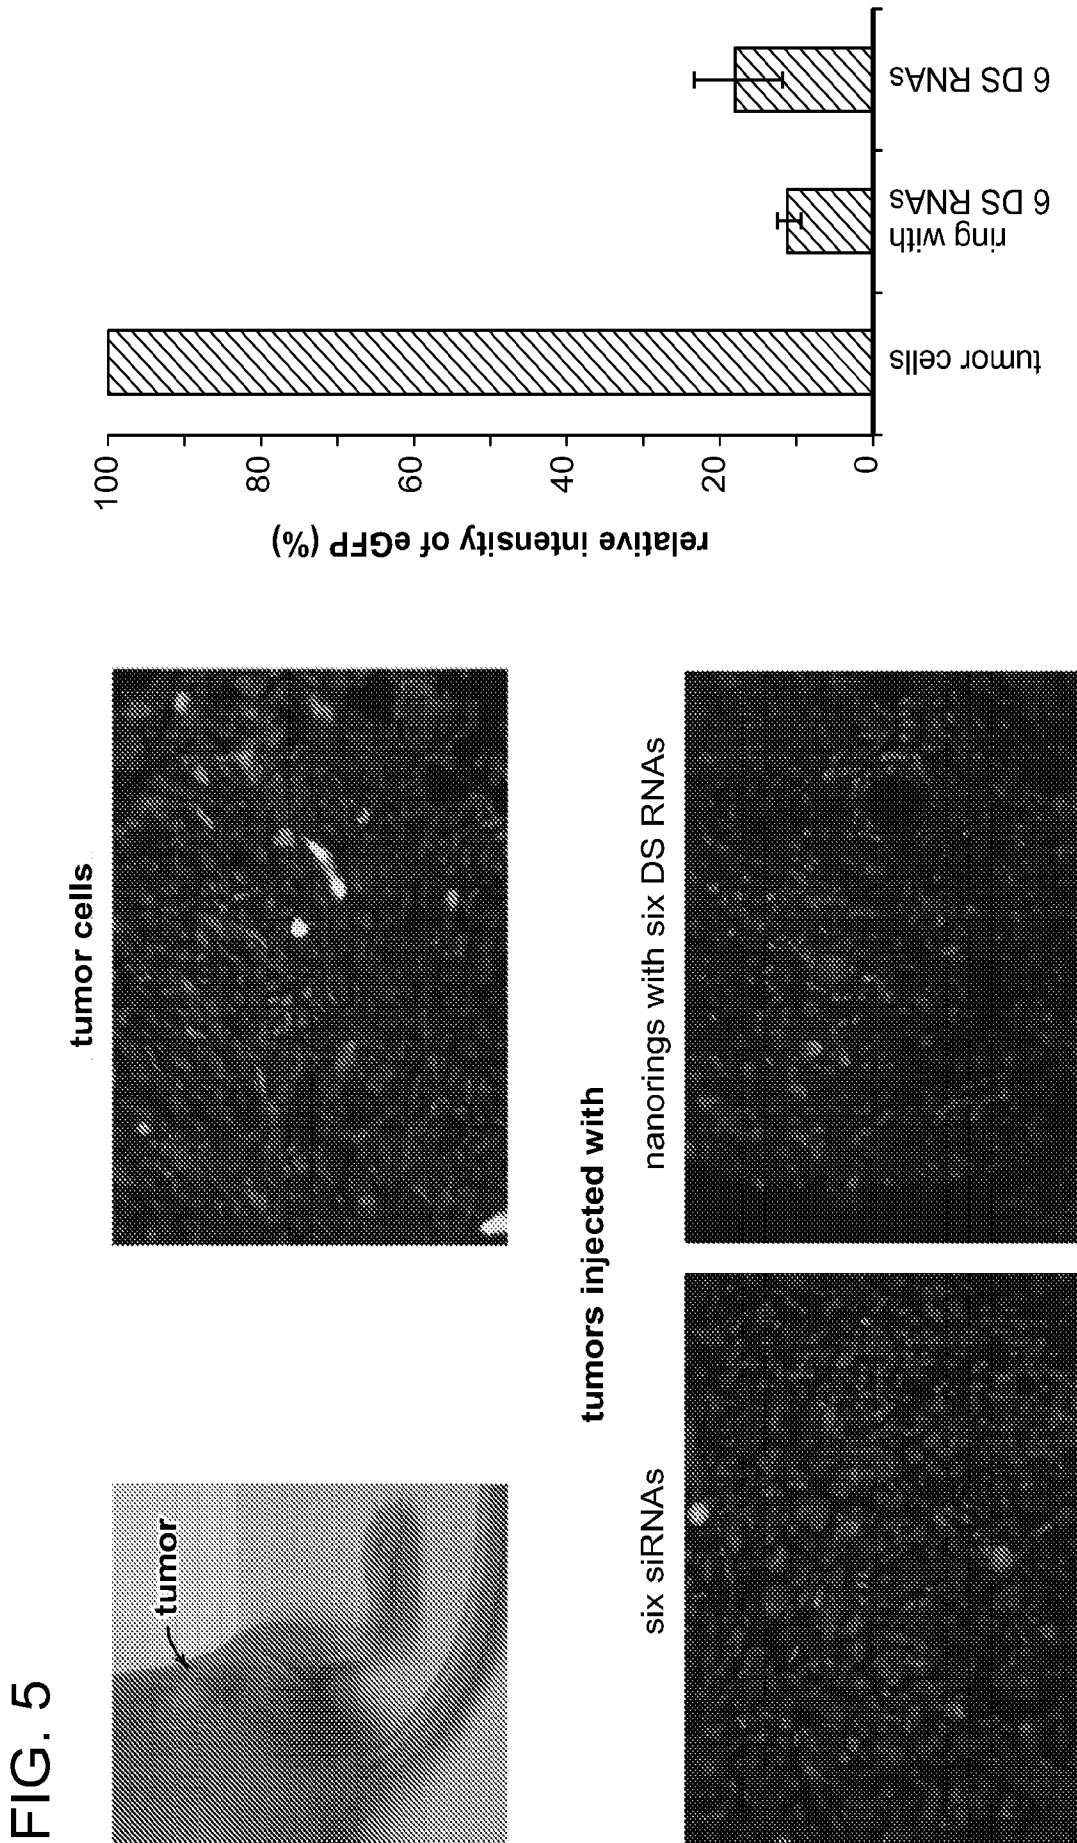 FIG. 5
tumor
tumor cells
tumors injected with
six siRNAs
nanorings with six DS RNAs
relative intensity of eGFP (%)
100
80
60
40
20
0
tumor cells
ring with
6 DS RNAs
6 DS RNAs